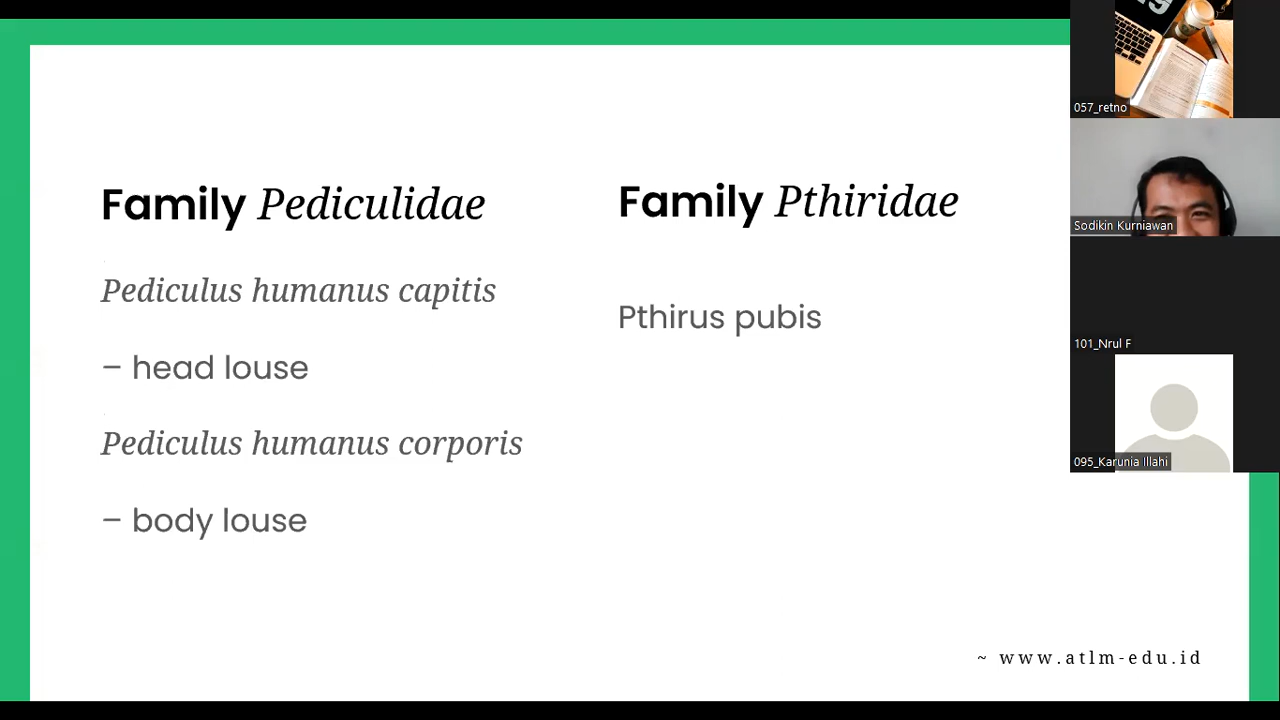 Family Pediculidae
Pediculus humanus capitis
– head louse
Pediculus humanus corporis
– body louse
Family Pthiridae
Pthirus pubis
~ www.atlm-edu.id
057_retno
Sodikin Kurniawan
101_Nrul F
095_Karunia Illahi